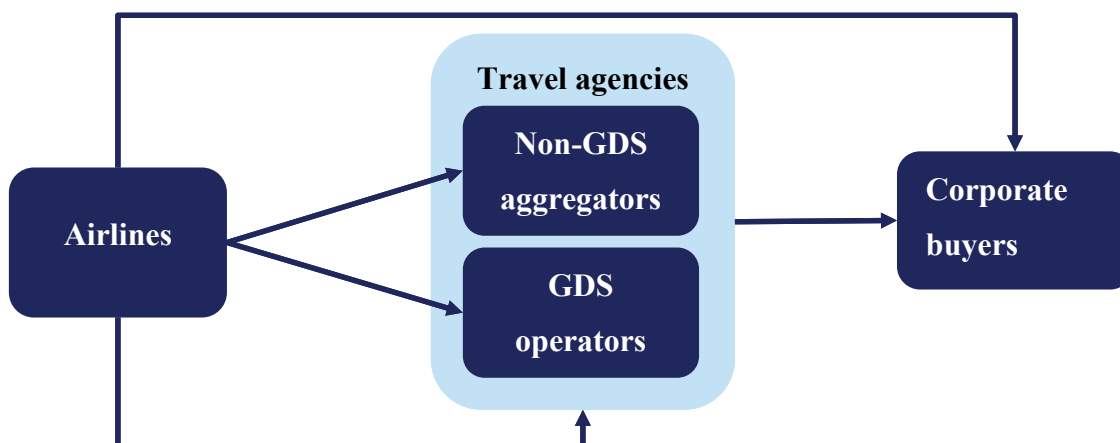 Travel agencies
Non-GDS
aggregators
Airlines
Corporate
buyers
GDS
operators